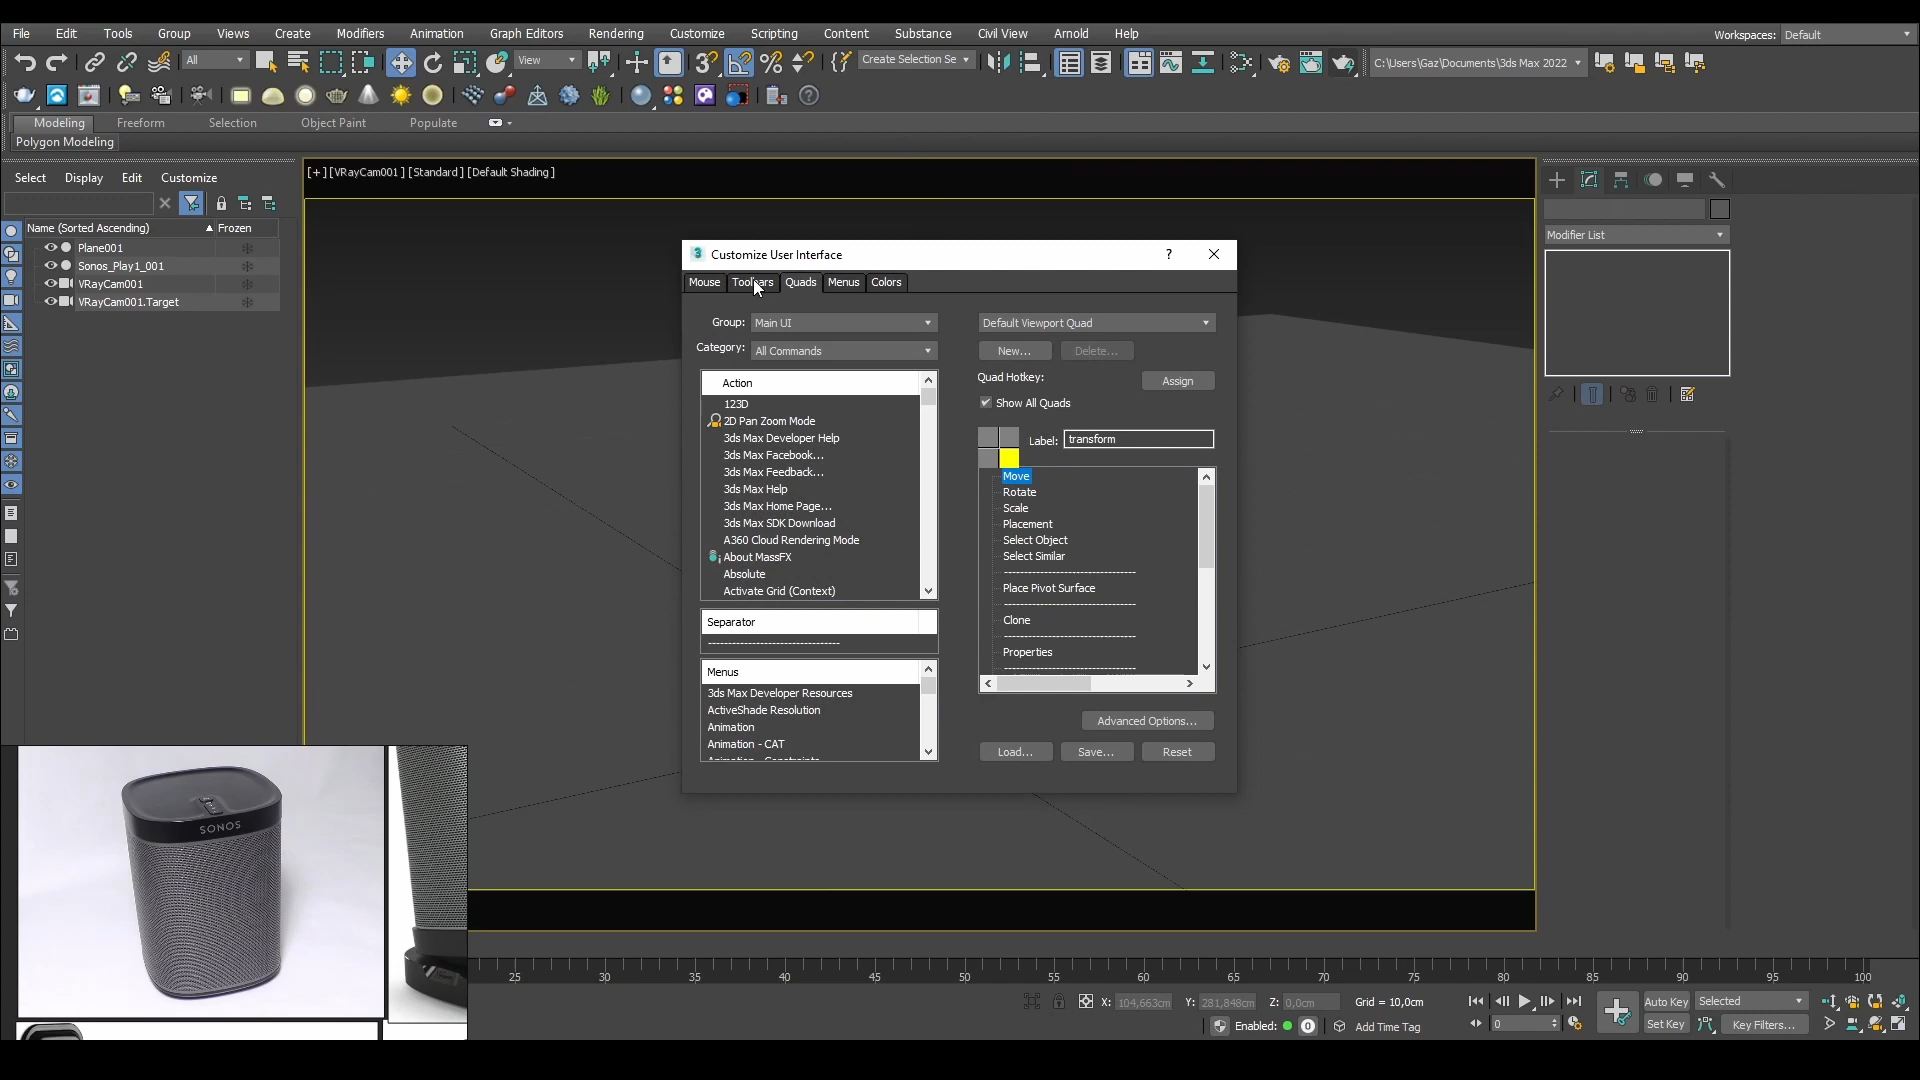 File Edit Tools Group Views Create Modifiers Animation Graph Editors Rendering Customize Scripting Content Substance Civil View Arnold Help
Workspaces: Default
All
View
Create Selection Se
C:\Users\Gaz\Documents\3ds Max 2022
Modeling Freeform Selection Object Paint Populate
Polygon Modeling
Select Display Edit Customize
Name (Sorted Ascending) Frozen
Plane001
Sonos_Play1_001
VRayCam001
VRayCam001.Target
[+] [VRayCam001] [Standard] [Default Shading]
Customize User Interface
Mouse Toolbars Quads Menus Colors
Group: Main UI
Category: All Commands
Action
123D
2D Pan Zoom Mode
3ds Max Developer Help
3ds Max Facebook...
3ds Max Feedback...
3ds Max Help
3ds Max Home Page...
3ds Max SDK Download
A360 Cloud Rendering Mode
About MassFX
Absolute
Activate Grid (Context)
Separator
Menus
3ds Max Developer Resources
ActiveShade Resolution
Animation
Animation - CAT
Animation - Constraints
Default Viewport Quad
New... Delete...
Quad Hotkey: Assign
Show All Quads
Label: transform
Move
Rotate
Scale
Placement
Select Object
Select Similar
Place Pivot Surface
Clone
Properties
Advanced Options...
Load... Save... Reset
Modifier List
SONOS
25 30 35 40 45 50 55 60 65 70 75 80 85 90 95 100
X: 104,663cm Y: 281,848cm Z: 0,0cm Grid = 10,0cm
Enabled: 0 Add Time Tag
0
Auto Key Selected
Set Key Key Filters...